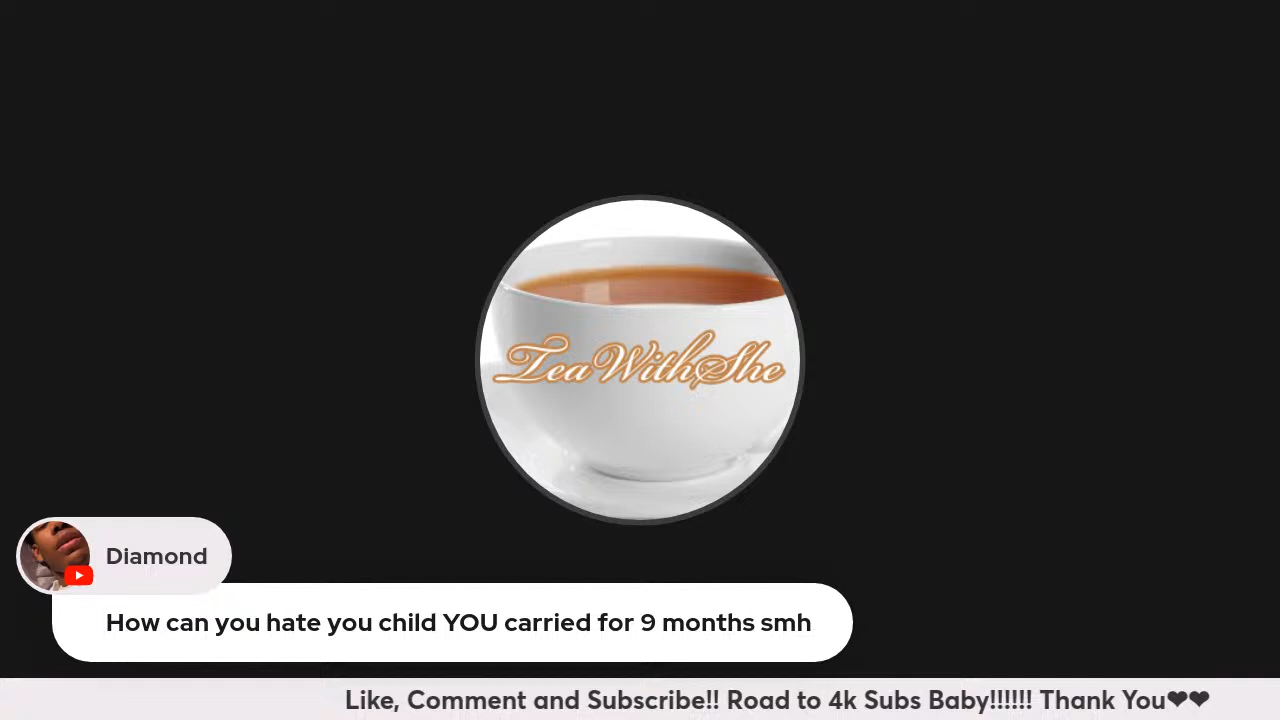 TeaWithShe
Diamond
How can you hate you child YOU carried for 9 months smh
Like, Comment and Subscribe!! Road to 4k Subs Baby!!!!!! Thank You❤❤